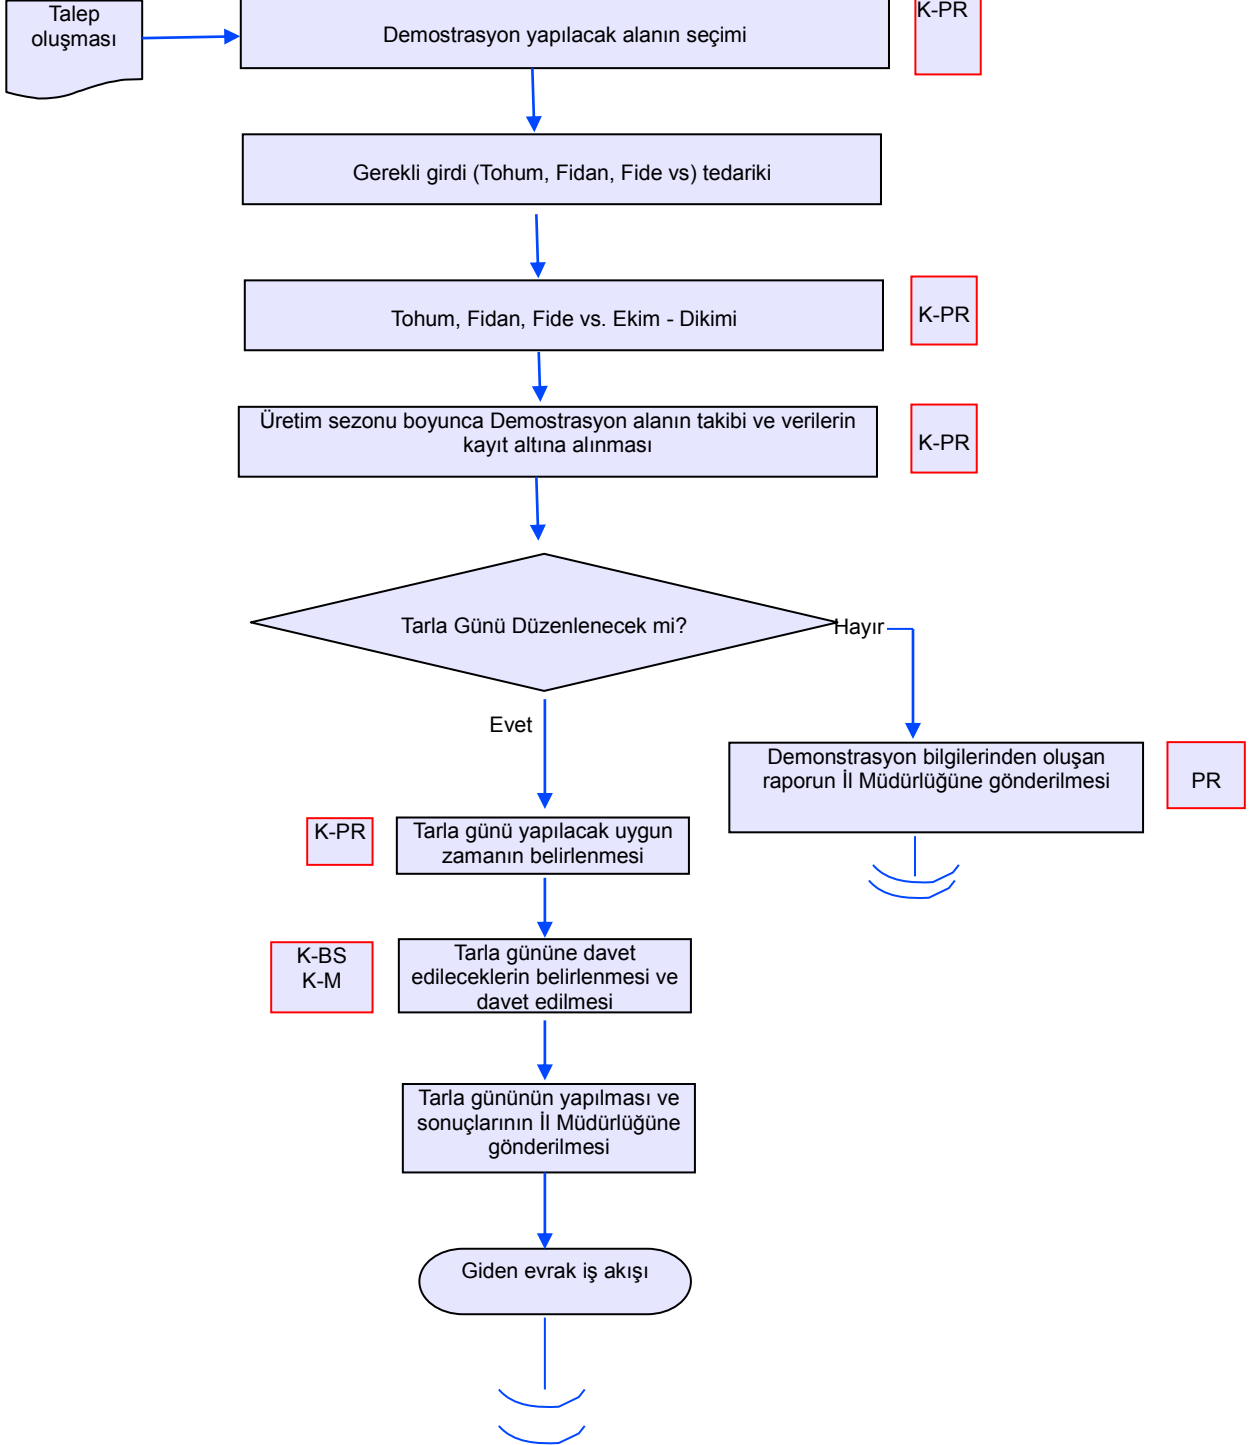 Talep
oluşması
Demostrasyon yapılacak alanın seçimi
K-PR
Gerekli girdi (Tohum, Fidan, Fide vs) tedariki
Tohum, Fidan, Fide vs. Ekim - Dikimi
K-PR
Üretim sezonu boyunca Demostrasyon alanın takibi ve verilerin
kayıt altına alınması
K-PR
Tarla Günü Düzenlenecek mi?
Hayır
Evet
Demonstrasyon bilgilerinden oluşan
raporun İl Müdürlüğüne gönderilmesi
PR
K-PR
Tarla günü yapılacak uygun
zamanın belirlenmesi
K-BS
K-M
Tarla gününe davet
edileceklerin belirlenmesi ve
davet edilmesi
Tarla gününün yapılması ve
sonuçlarının İl Müdürlüğüne
gönderilmesi
Giden evrak iş akışı